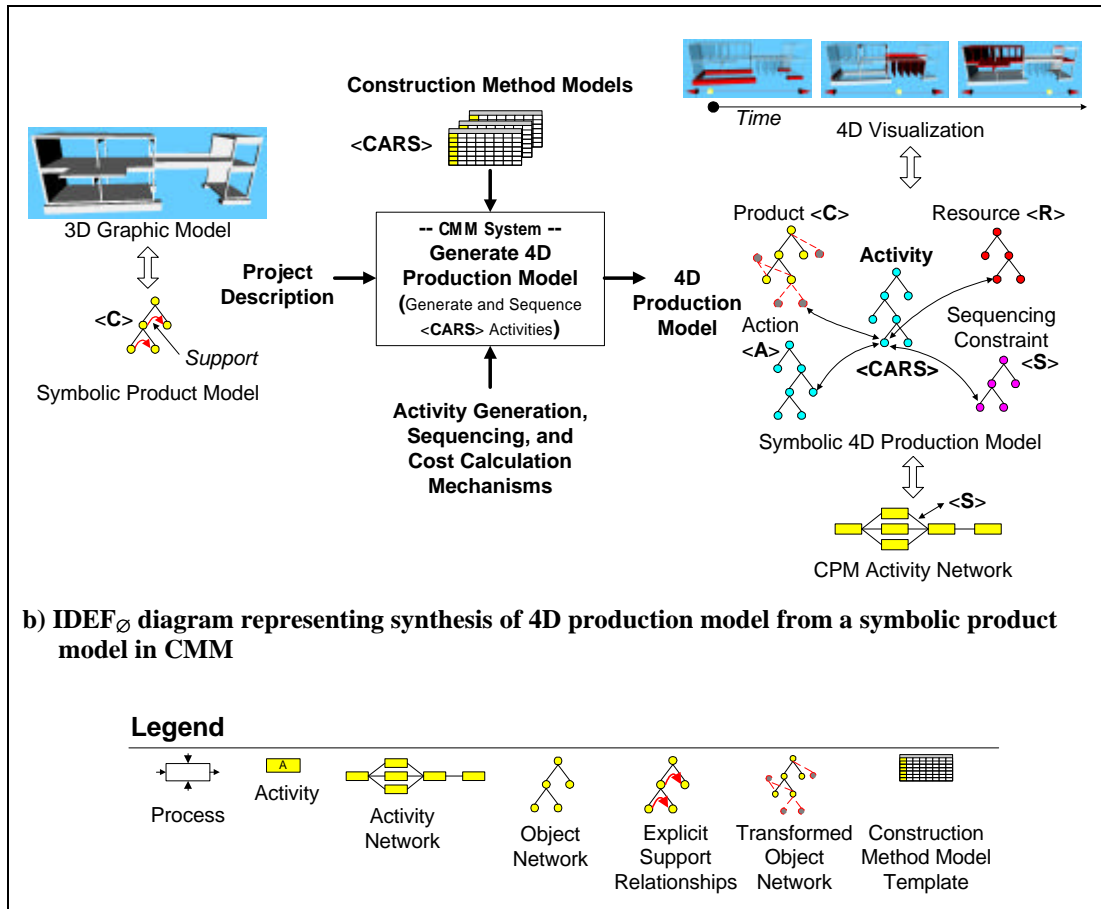 Construction Method Models
<CARS>
Time
4D Visualization
3D Graphic Model
<C>
Support
Symbolic Product Model
Project
Description
-- CMM System --
Generate 4D
Production Model
(Generate and Sequence
<CARS> Activities)
Activity Generation,
Sequencing, and
Cost Calculation
Mechanisms
4D
Production
Model
Product <C>
Resource <R>
Activity
Action
<A>
<CARS>
Sequencing
Constraint
<S>
Symbolic 4D Production Model
<S>
CPM Activity Network
b) IDEF∅ diagram representing synthesis of 4D production model from a symbolic product
model in CMM
Legend
Process
A
Activity
Activity
Network
Object
Network
Explicit
Support
Relationships
Transformed
Object
Network
Construction
Method Model
Template